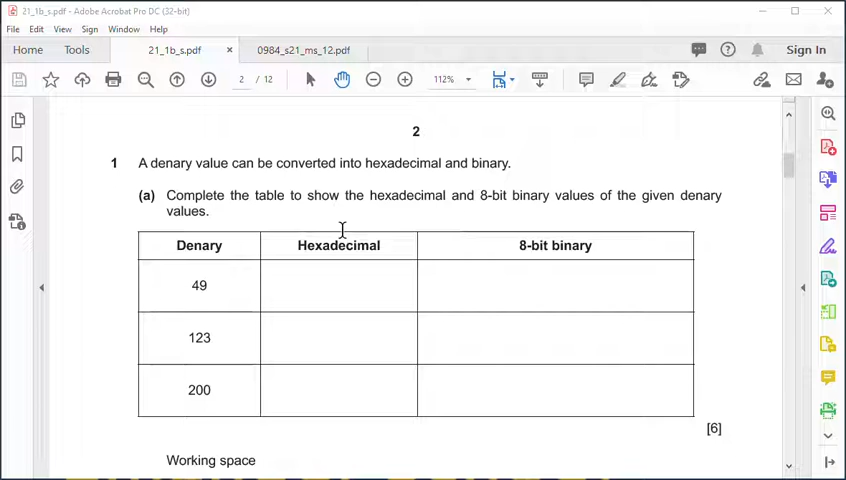 21_1b_s.pdf - Adobe Acrobat Pro DC (32-bit)
File Edit View Sign Window Help
Home Tools 21_1b_s.pdf × 0984_s21_ms_12.pdf Sign In
2 / 12 112%
2
1 A denary value can be converted into hexadecimal and binary.
(a) Complete the table to show the hexadecimal and 8-bit binary values of the given denary
values.
Denary Hexadecimal 8-bit binary
49
123
200
[6]
Working space